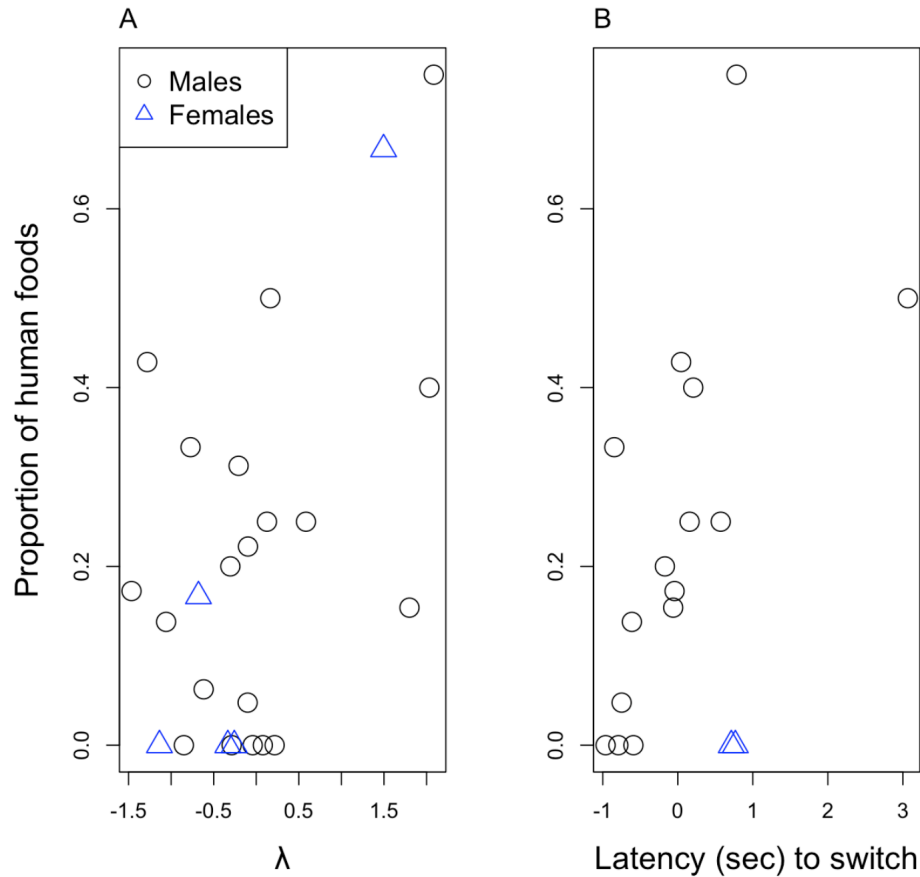 A
B
Males
Females
Proportion of human foods
0.6
0.4
0.2
0.0
-1.5 -0.5 0.5 1.5
λ
0.6
0.4
0.2
0.0
-1 0 1 2 3
Latency (sec) to switch